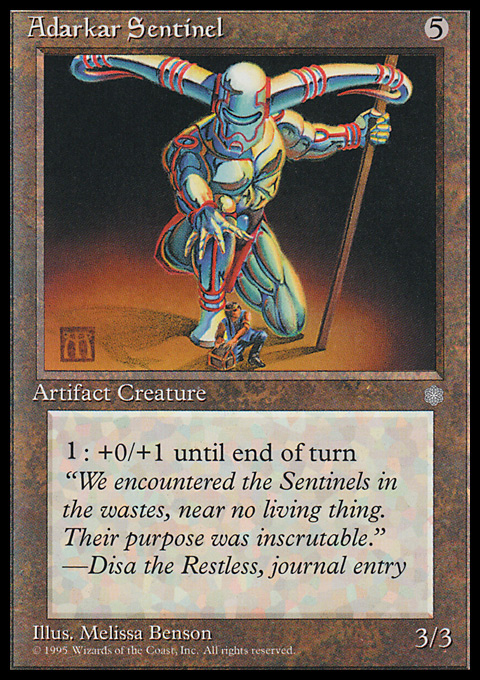 Adarkar Sentinel 5
Artifact Creature
1: +0/+1 until end of turn
“We encountered the Sentinels in
the wastes, near no living thing.
Their purpose was inscrutable.”
—Disa the Restless, journal entry
Illus. Melissa Benson
3/3
© 1995 Wizards of the Coast, Inc. All rights reserved.